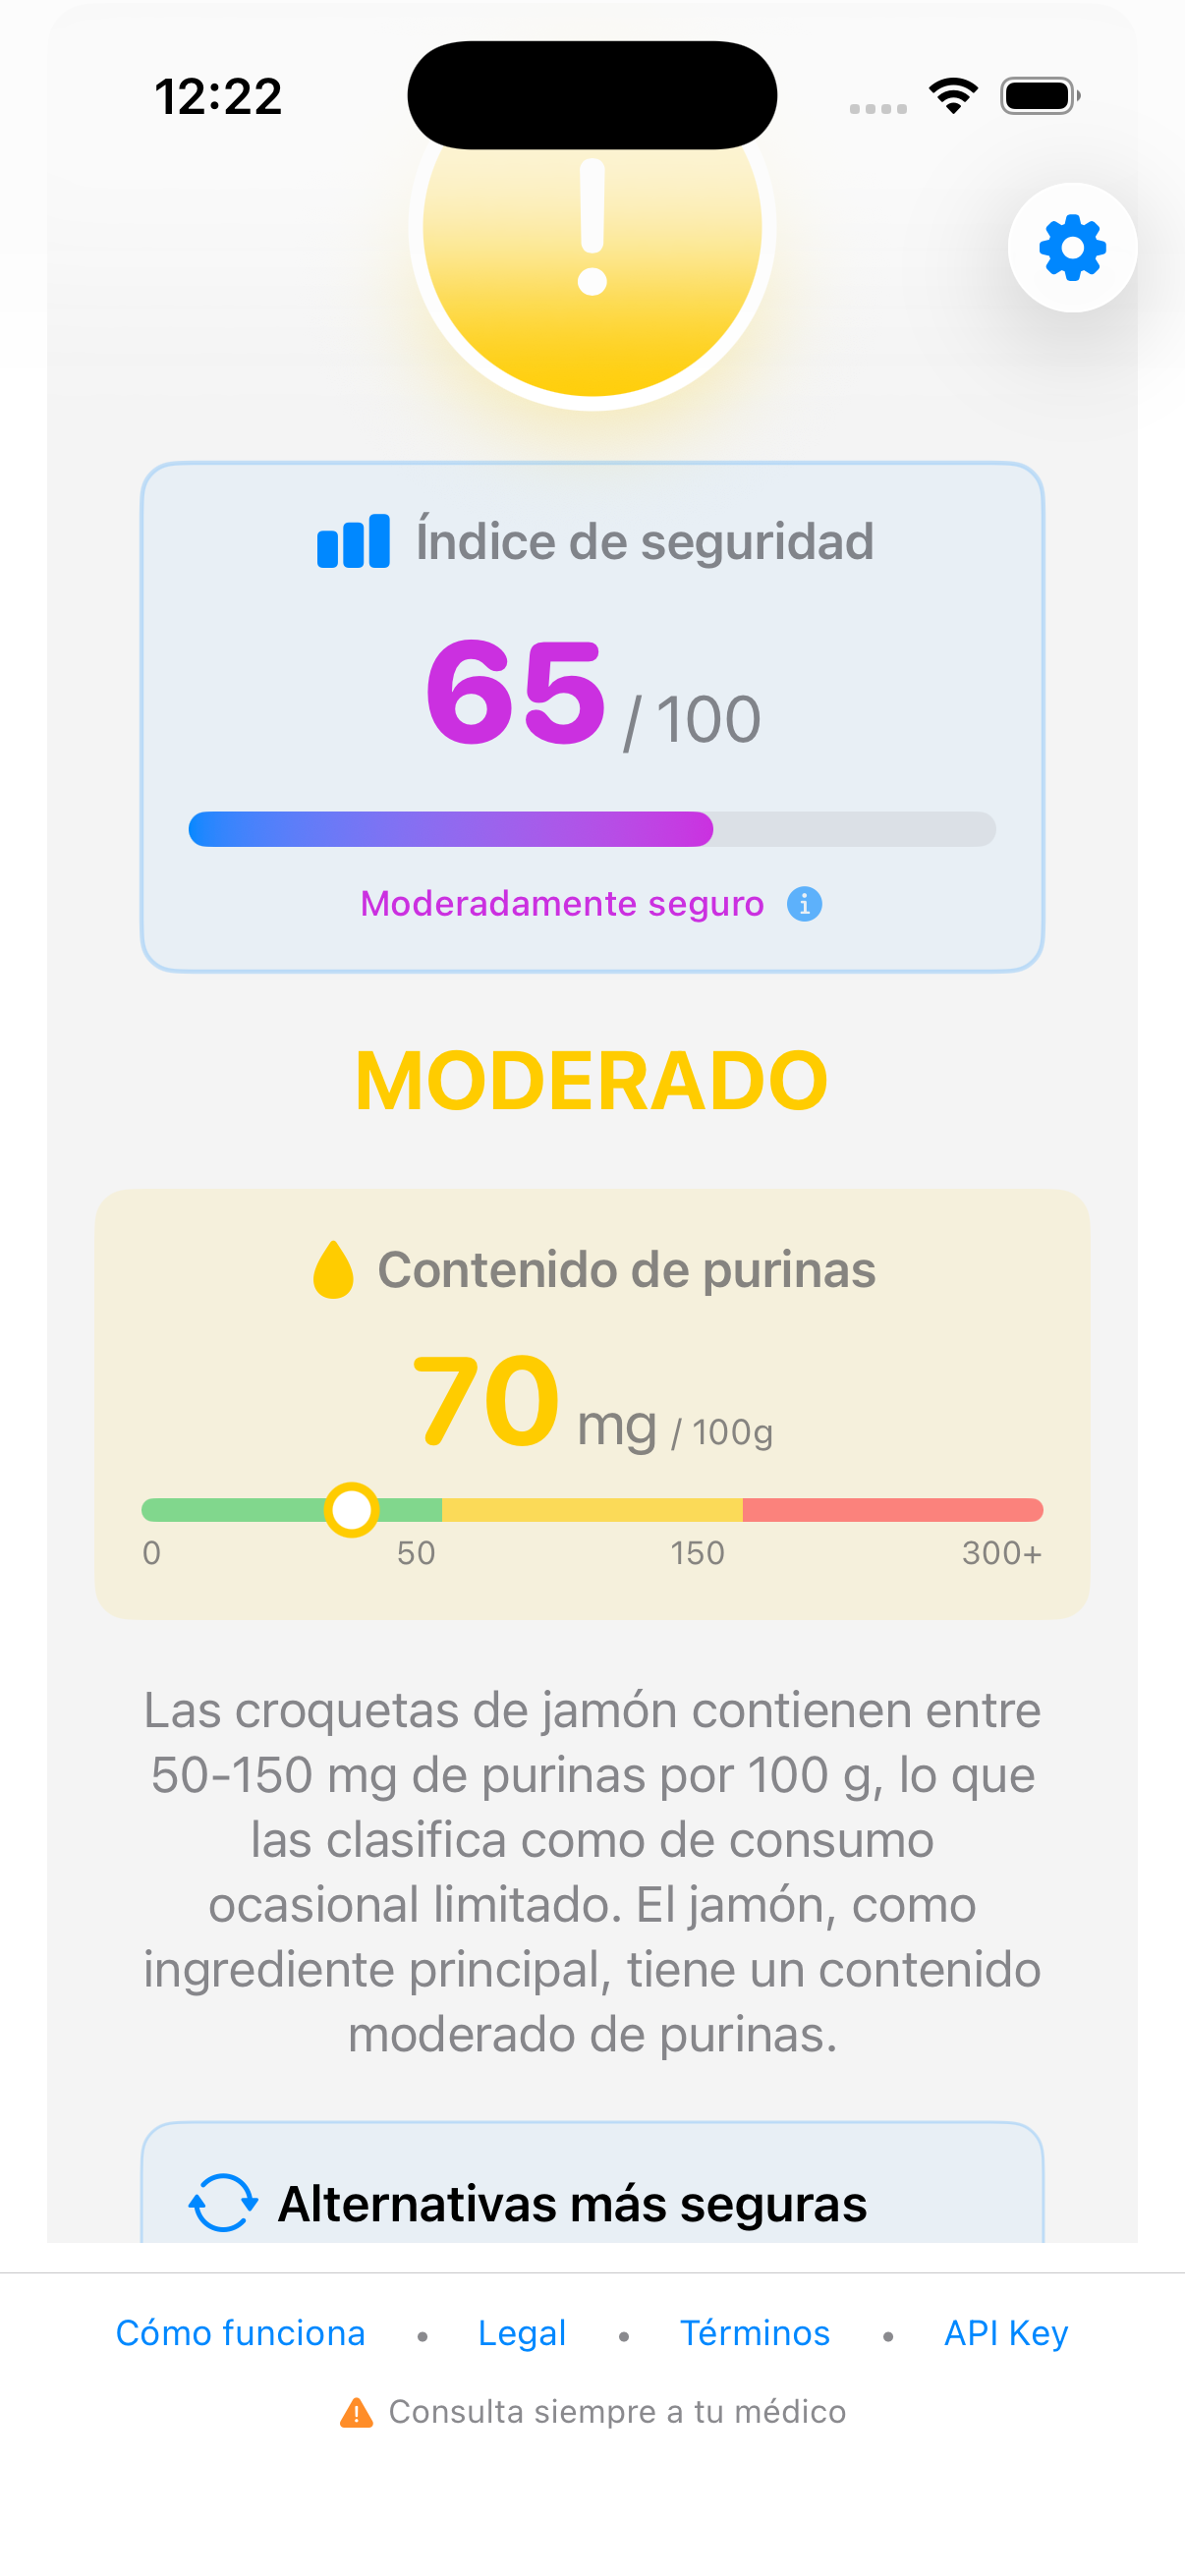 12:22
Índice de seguridad
65 / 100
Moderadamente seguro
MODERADO
Contenido de purinas
70 mg / 100g
0 50 150 300+
Las croquetas de jamón contienen entre
50-150 mg de purinas por 100 g, lo que
las clasifica como de consumo
ocasional limitado. El jamón, como
ingrediente principal, tiene un contenido
moderado de purinas.
Alternativas más seguras
Cómo funciona • Legal • Términos • API Key
Consulta siempre a tu médico